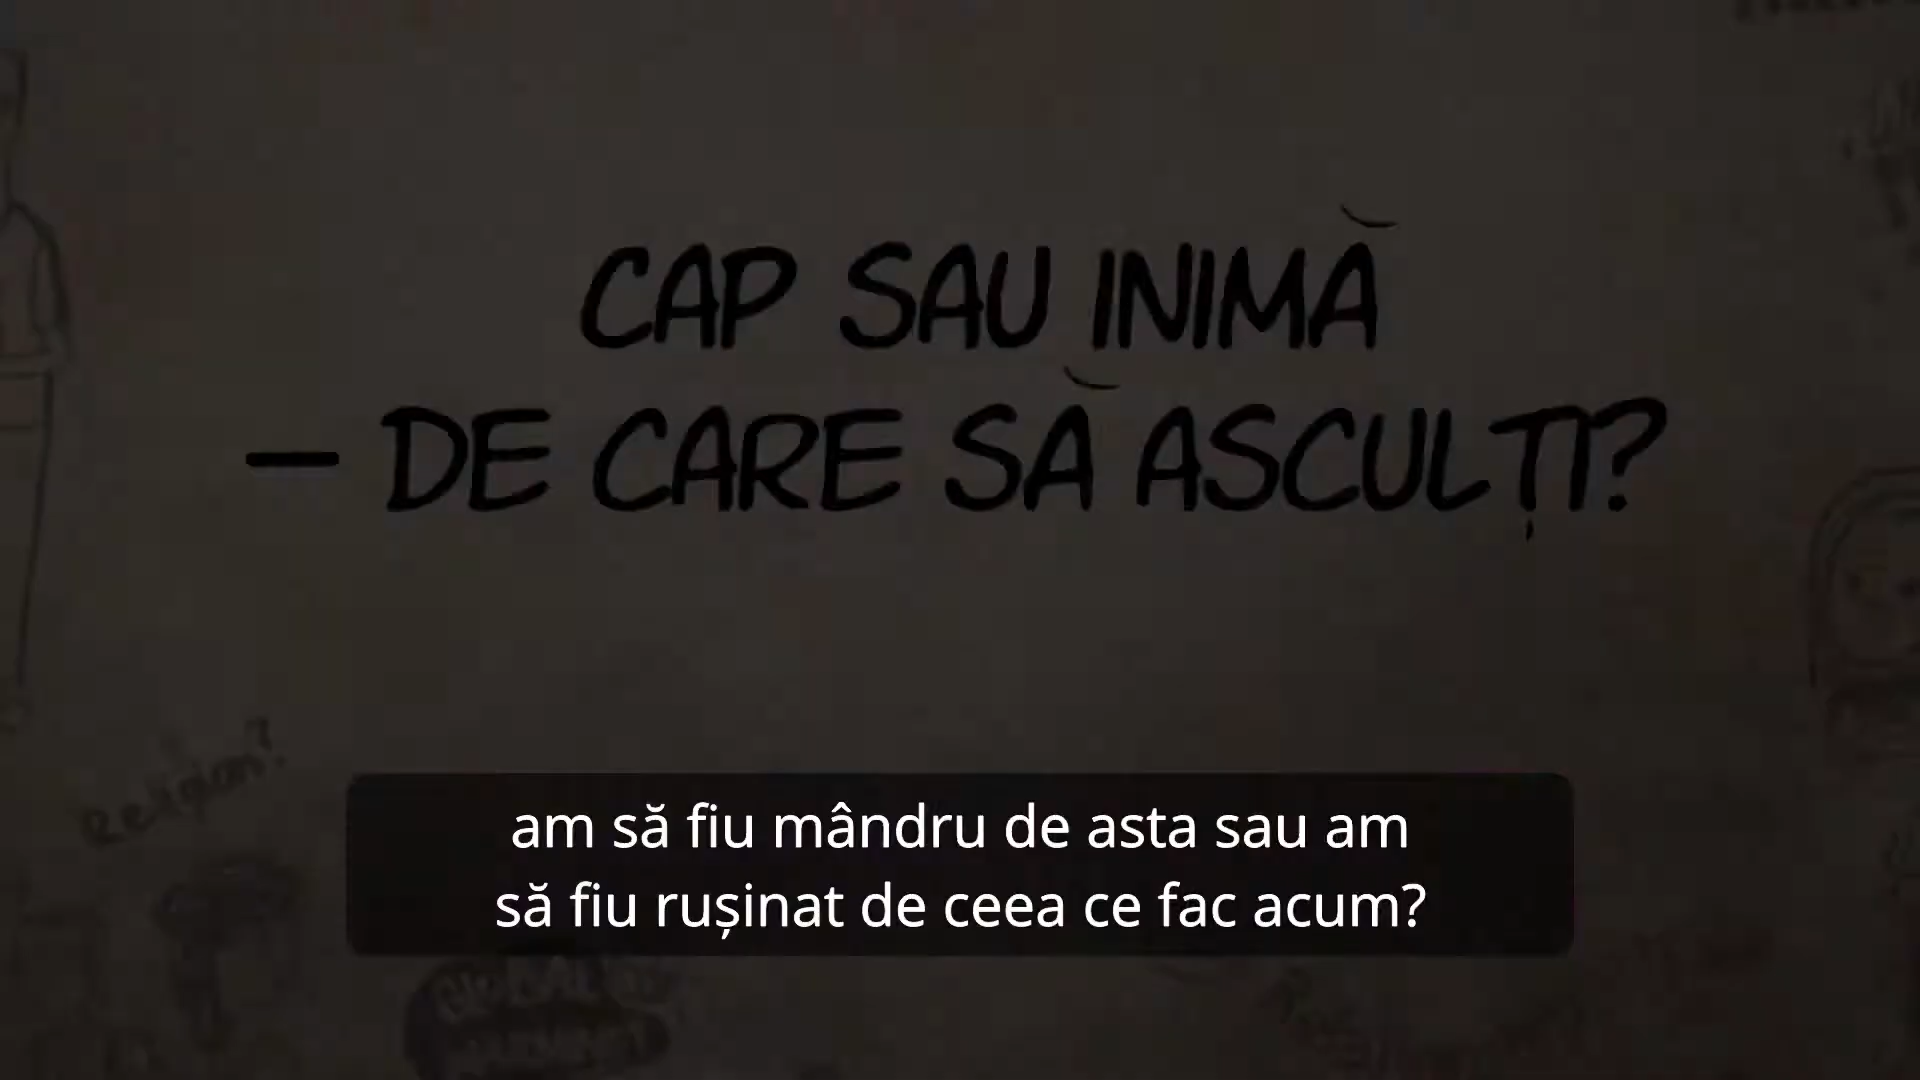 CAP SAU INIMĂ
– DE CARE SĂ ASCULȚI?
Religion?
am să fiu mândru de asta sau am
să fiu rușinat de ceea ce fac acum?